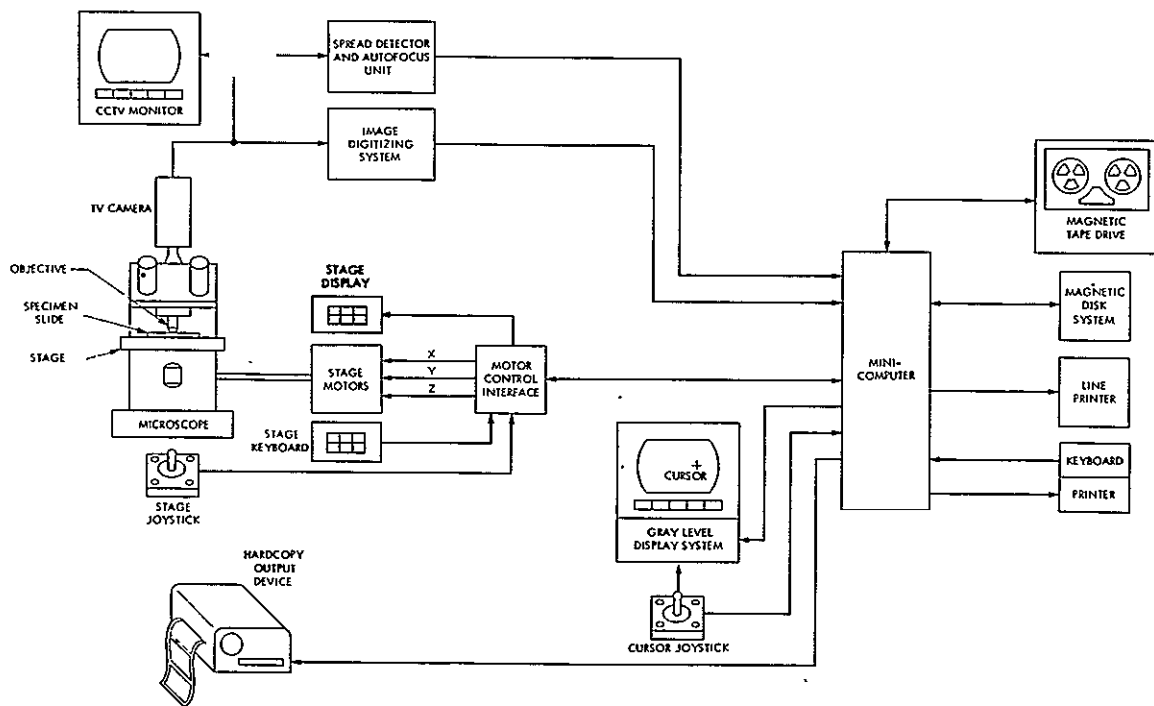 CCTV MONITOR
SPREAD DETECTOR
AND AUTOFOCUS
UNIT
IMAGE
DIGITIZING
SYSTEM
TV CAMERA
OBJECTIVE
SPECIMEN
SLIDE
STAGE
MICROSCOPE
STAGE
DISPLAY
STAGE
MOTORS
X
Y
Z
MOTOR
CONTROL
INTERFACE
STAGE
KEYBOARD
STAGE
JOYSTICK
MINI-
COMPUTER
MAGNETIC
TAPE DRIVE
MAGNETIC
DISK
SYSTEM
LINE
PRINTER
KEYBOARD
PRINTER
CURSOR
GRAY LEVEL
DISPLAY SYSTEM
CURSOR JOYSTICK
HARDCOPY
OUTPUT
DEVICE